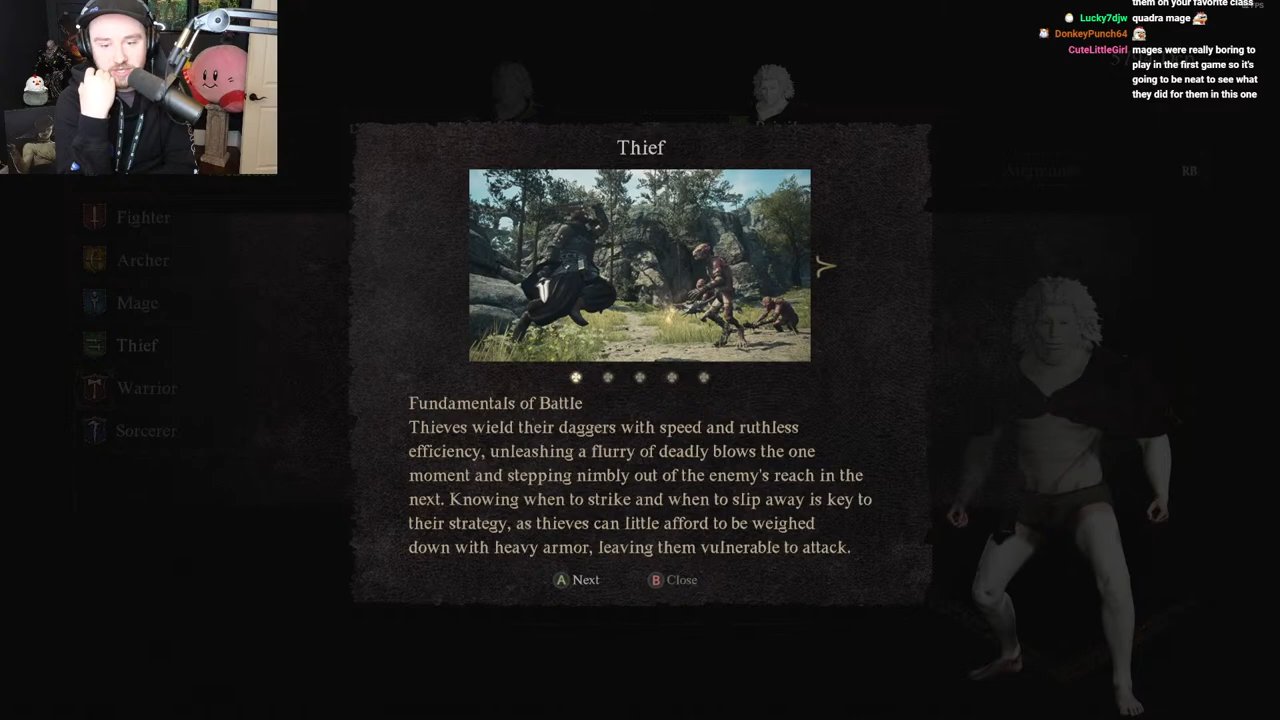 them on your favorite class
Lucky7djw quadra mage
DonkeyPunch64
CuteLittleGirl mages were really boring to
play in the first game so it's
going to be neat to see what
they did for them in this one
Thief
RB
Fighter
Archer
Mage
Thief
Warrior
Sorcerer
Fundamentals of Battle
Thieves wield their daggers with speed and ruthless
efficiency, unleashing a flurry of deadly blows the one
moment and stepping nimbly out of the enemy's reach in the
next. Knowing when to strike and when to slip away is key to
their strategy, as thieves can little afford to be weighed
down with heavy armor, leaving them vulnerable to attack.
A Next B Close